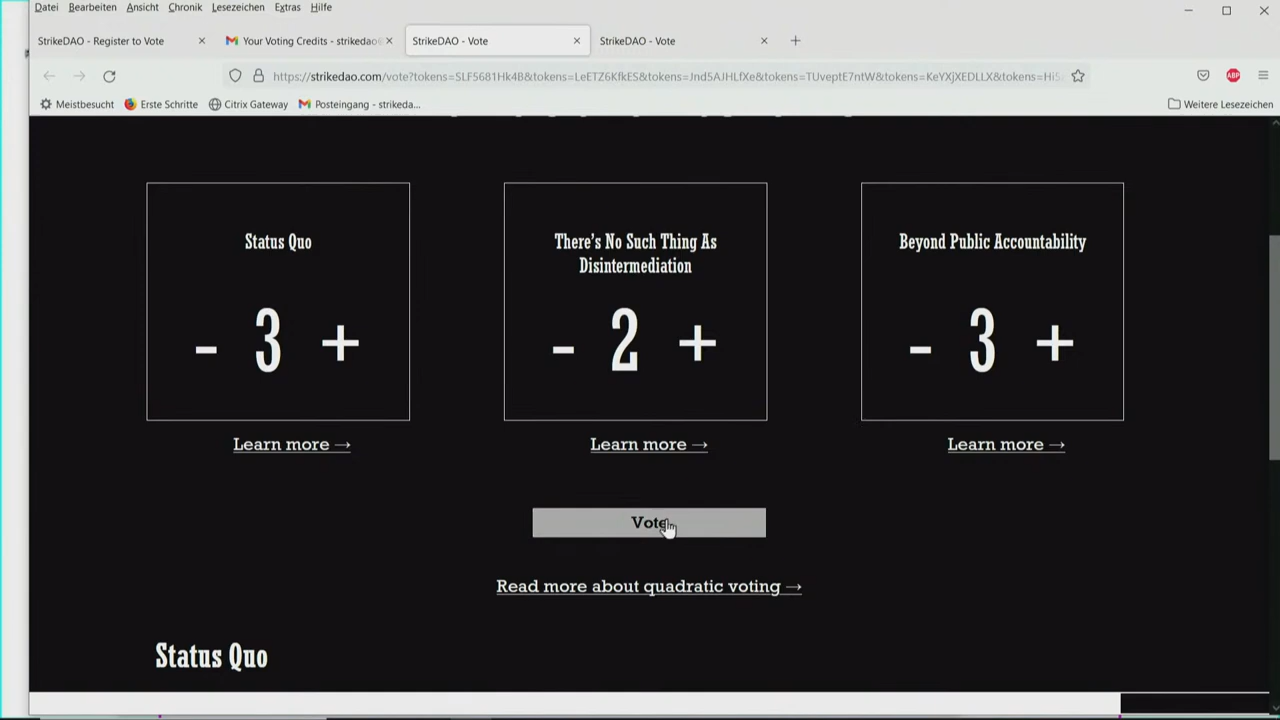 Datei Bearbeiten Ansicht Chronik Lesezeichen Extras Hilfe
StrikeDAO - Register to Vote
Your Voting Credits - strikedao
StrikeDAO - Vote
StrikeDAO - Vote
https://strikedao.com/vote?tokens=SLF5681Hk4B&tokens=LeETZ6KfkES&tokens=Jnd5AJHLfXe&tokens=TUveptE7ntW&tokens=KeYXjXEDLLX&tokens=Hi5
ABP
Meistbesucht Erste Schritte Citrix Gateway Posteingang - strikeda... Weitere Lesezeichen
Status Quo
- 3 +
Learn more →
There's No Such Thing As
Disintermediation
- 2 +
Learn more →
Beyond Public Accountability
- 3 +
Learn more →
Vote
Read more about quadratic voting →
Status Quo